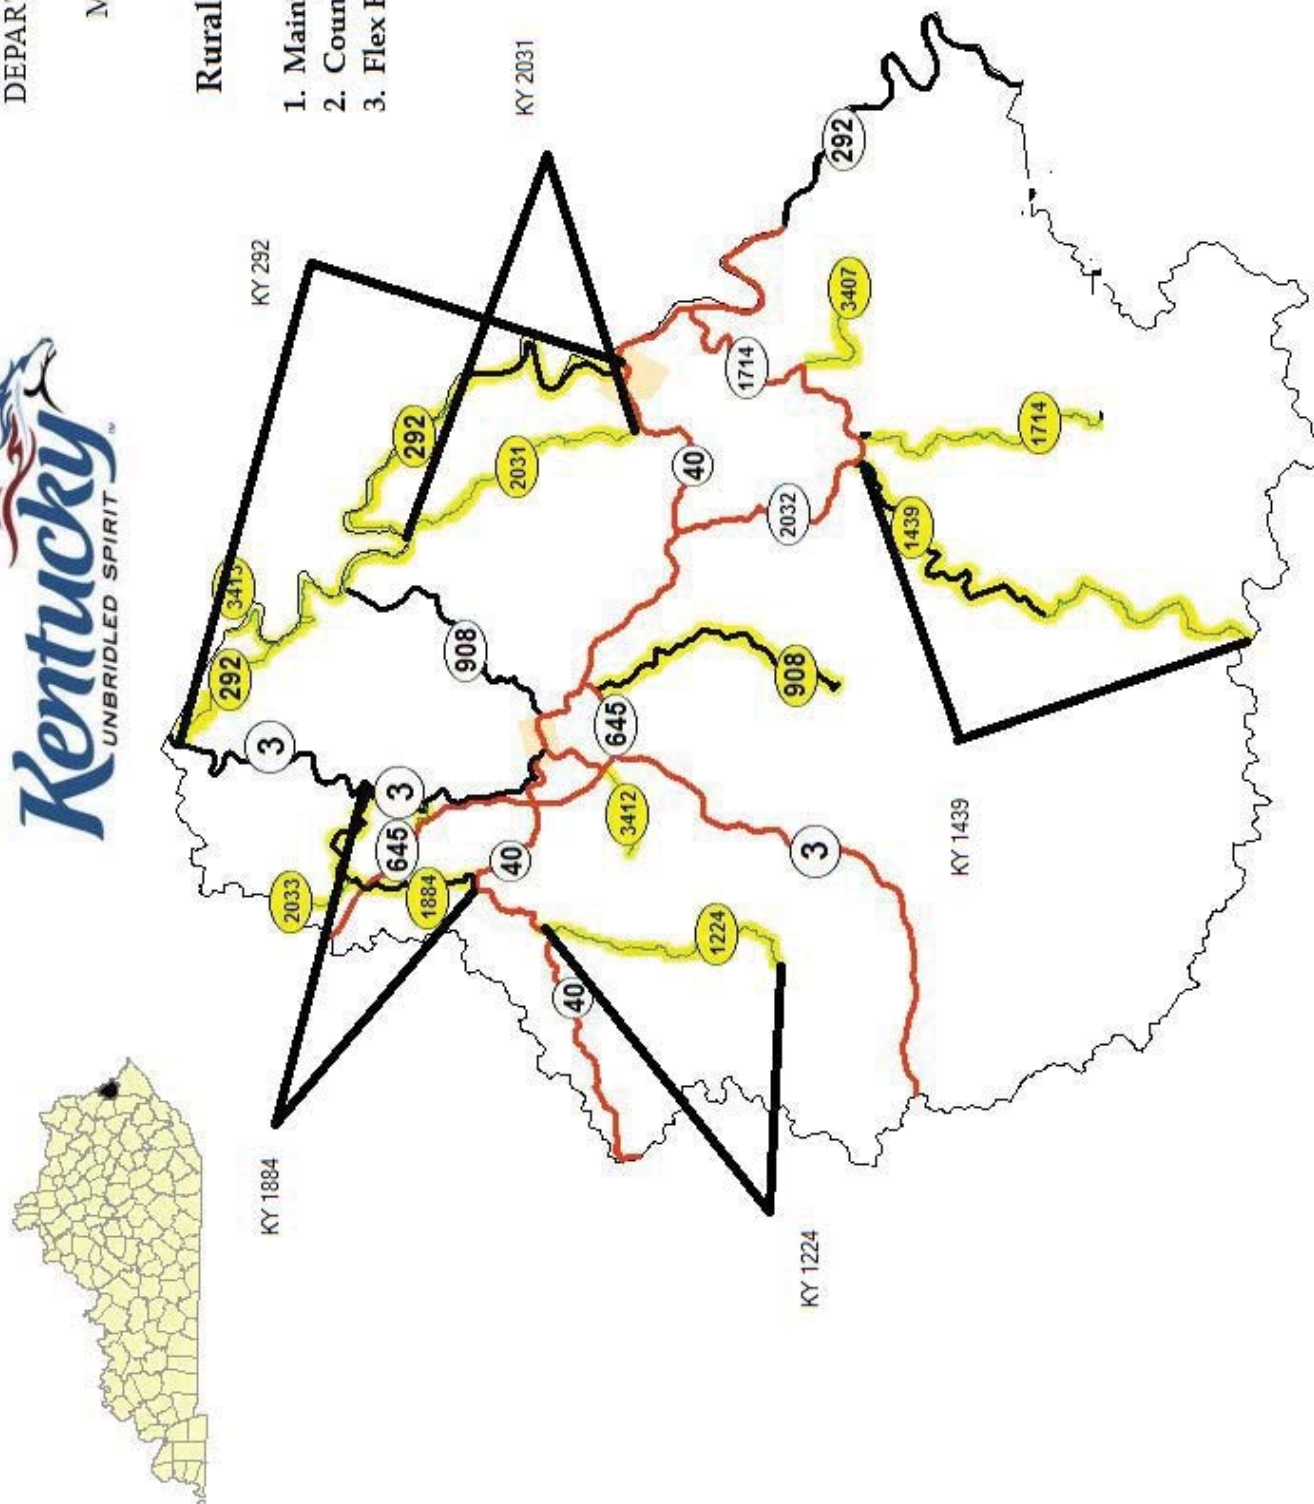 DEPAR
M
Rural
1. Main
2. Coun
3. Flex
Kentucky™
UNBRIDLED SPIRIT
KY 292
KY 2031
KY 1884
KY 1224
KY 1439
292
3413
292
2031
3
908
3
645
2033
1884
40
40
1224
3412
645
908
3
40
2032
1714
3407
292
1714
1439